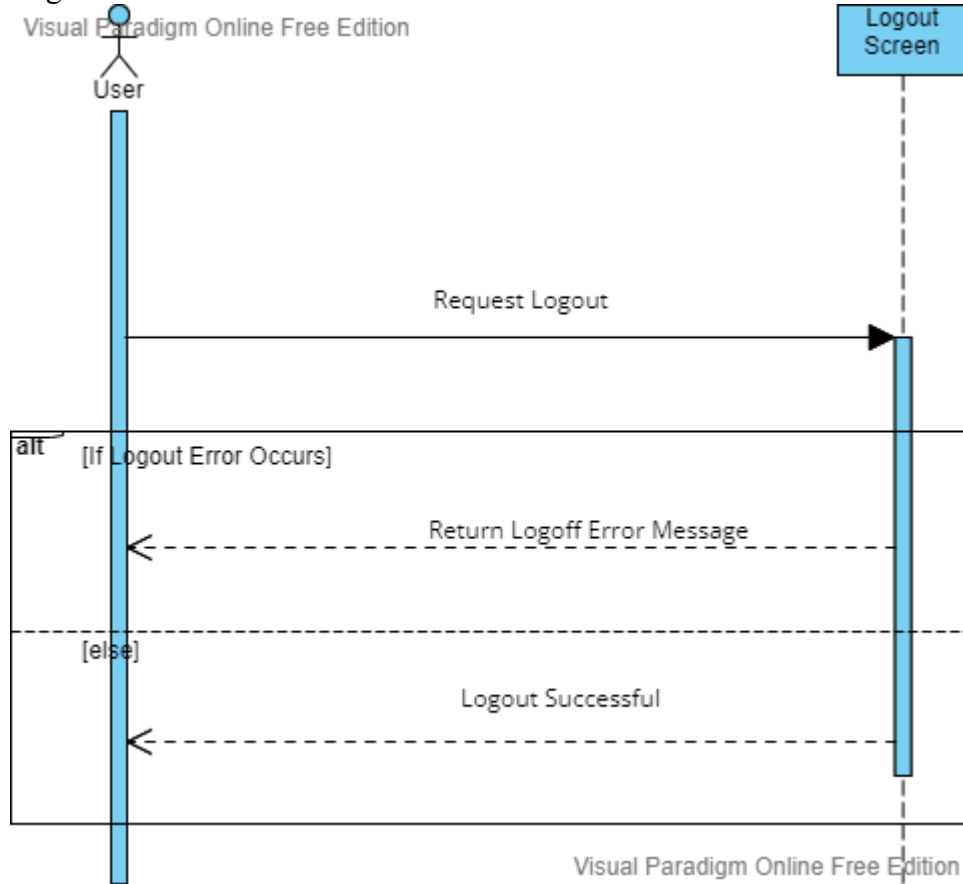 Visual Paradigm Online Free Edition
Logout
Screen
User
Request Logout
alt
[If Logout Error Occurs]
Return Logoff Error Message
[else]
Logout Successful
Visual Paradigm Online Free Edition